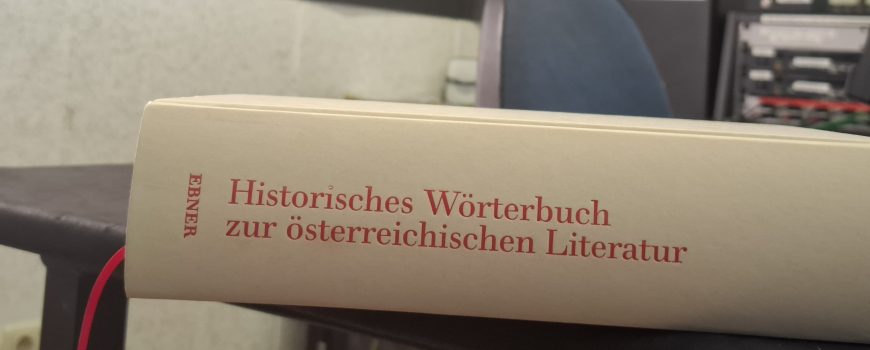 EBNER
Historisches Wörterbuch
zur österreichischen Literatur